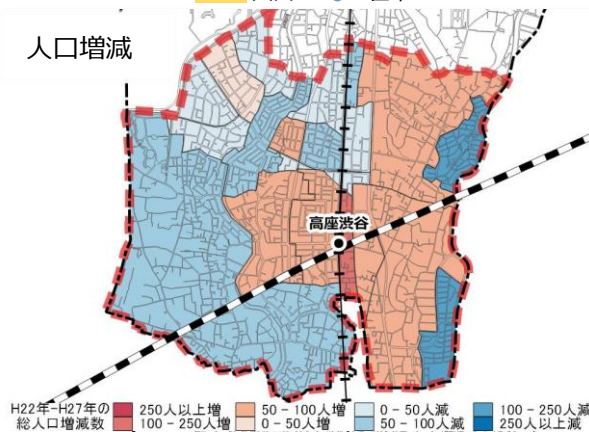 人口増減
高座渋谷
H22年-H27年の
総人口増減数
250人以上増
50 - 100人増
0 - 50人減
100 - 250人減
100 - 250人増
0 - 50人増
50 - 100人減
250人以上減